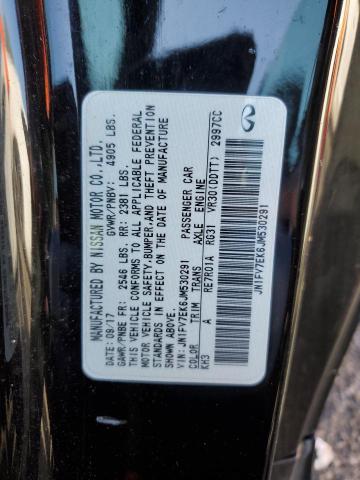 MANUFACTURED BY NISSAN MOTOR CO.,LTD.
DATE: 09/17 GVWR/PNBV: 4905 LBS.
GAWR/PNBE FR: 2546 LBS. RR: 2381 LBS.
THIS VEHICLE CONFORMS TO ALL APPLICABLE FEDERAL
MOTOR VEHICLE SAFETY,BUMPER,AND THEFT PREVENTION
STANDARDS IN EFFECT ON THE DATE OF MANUFACTURE
SHOWN ABOVE.
VIN: JN1FV7EK6JM530291 PASSENGER CAR
COLOR TRIM TRANS AXLE ENGINE
KH3 A RE7R01A RG31 VR30(DDTT) 2997CC
JN1FV7EK6JM530291